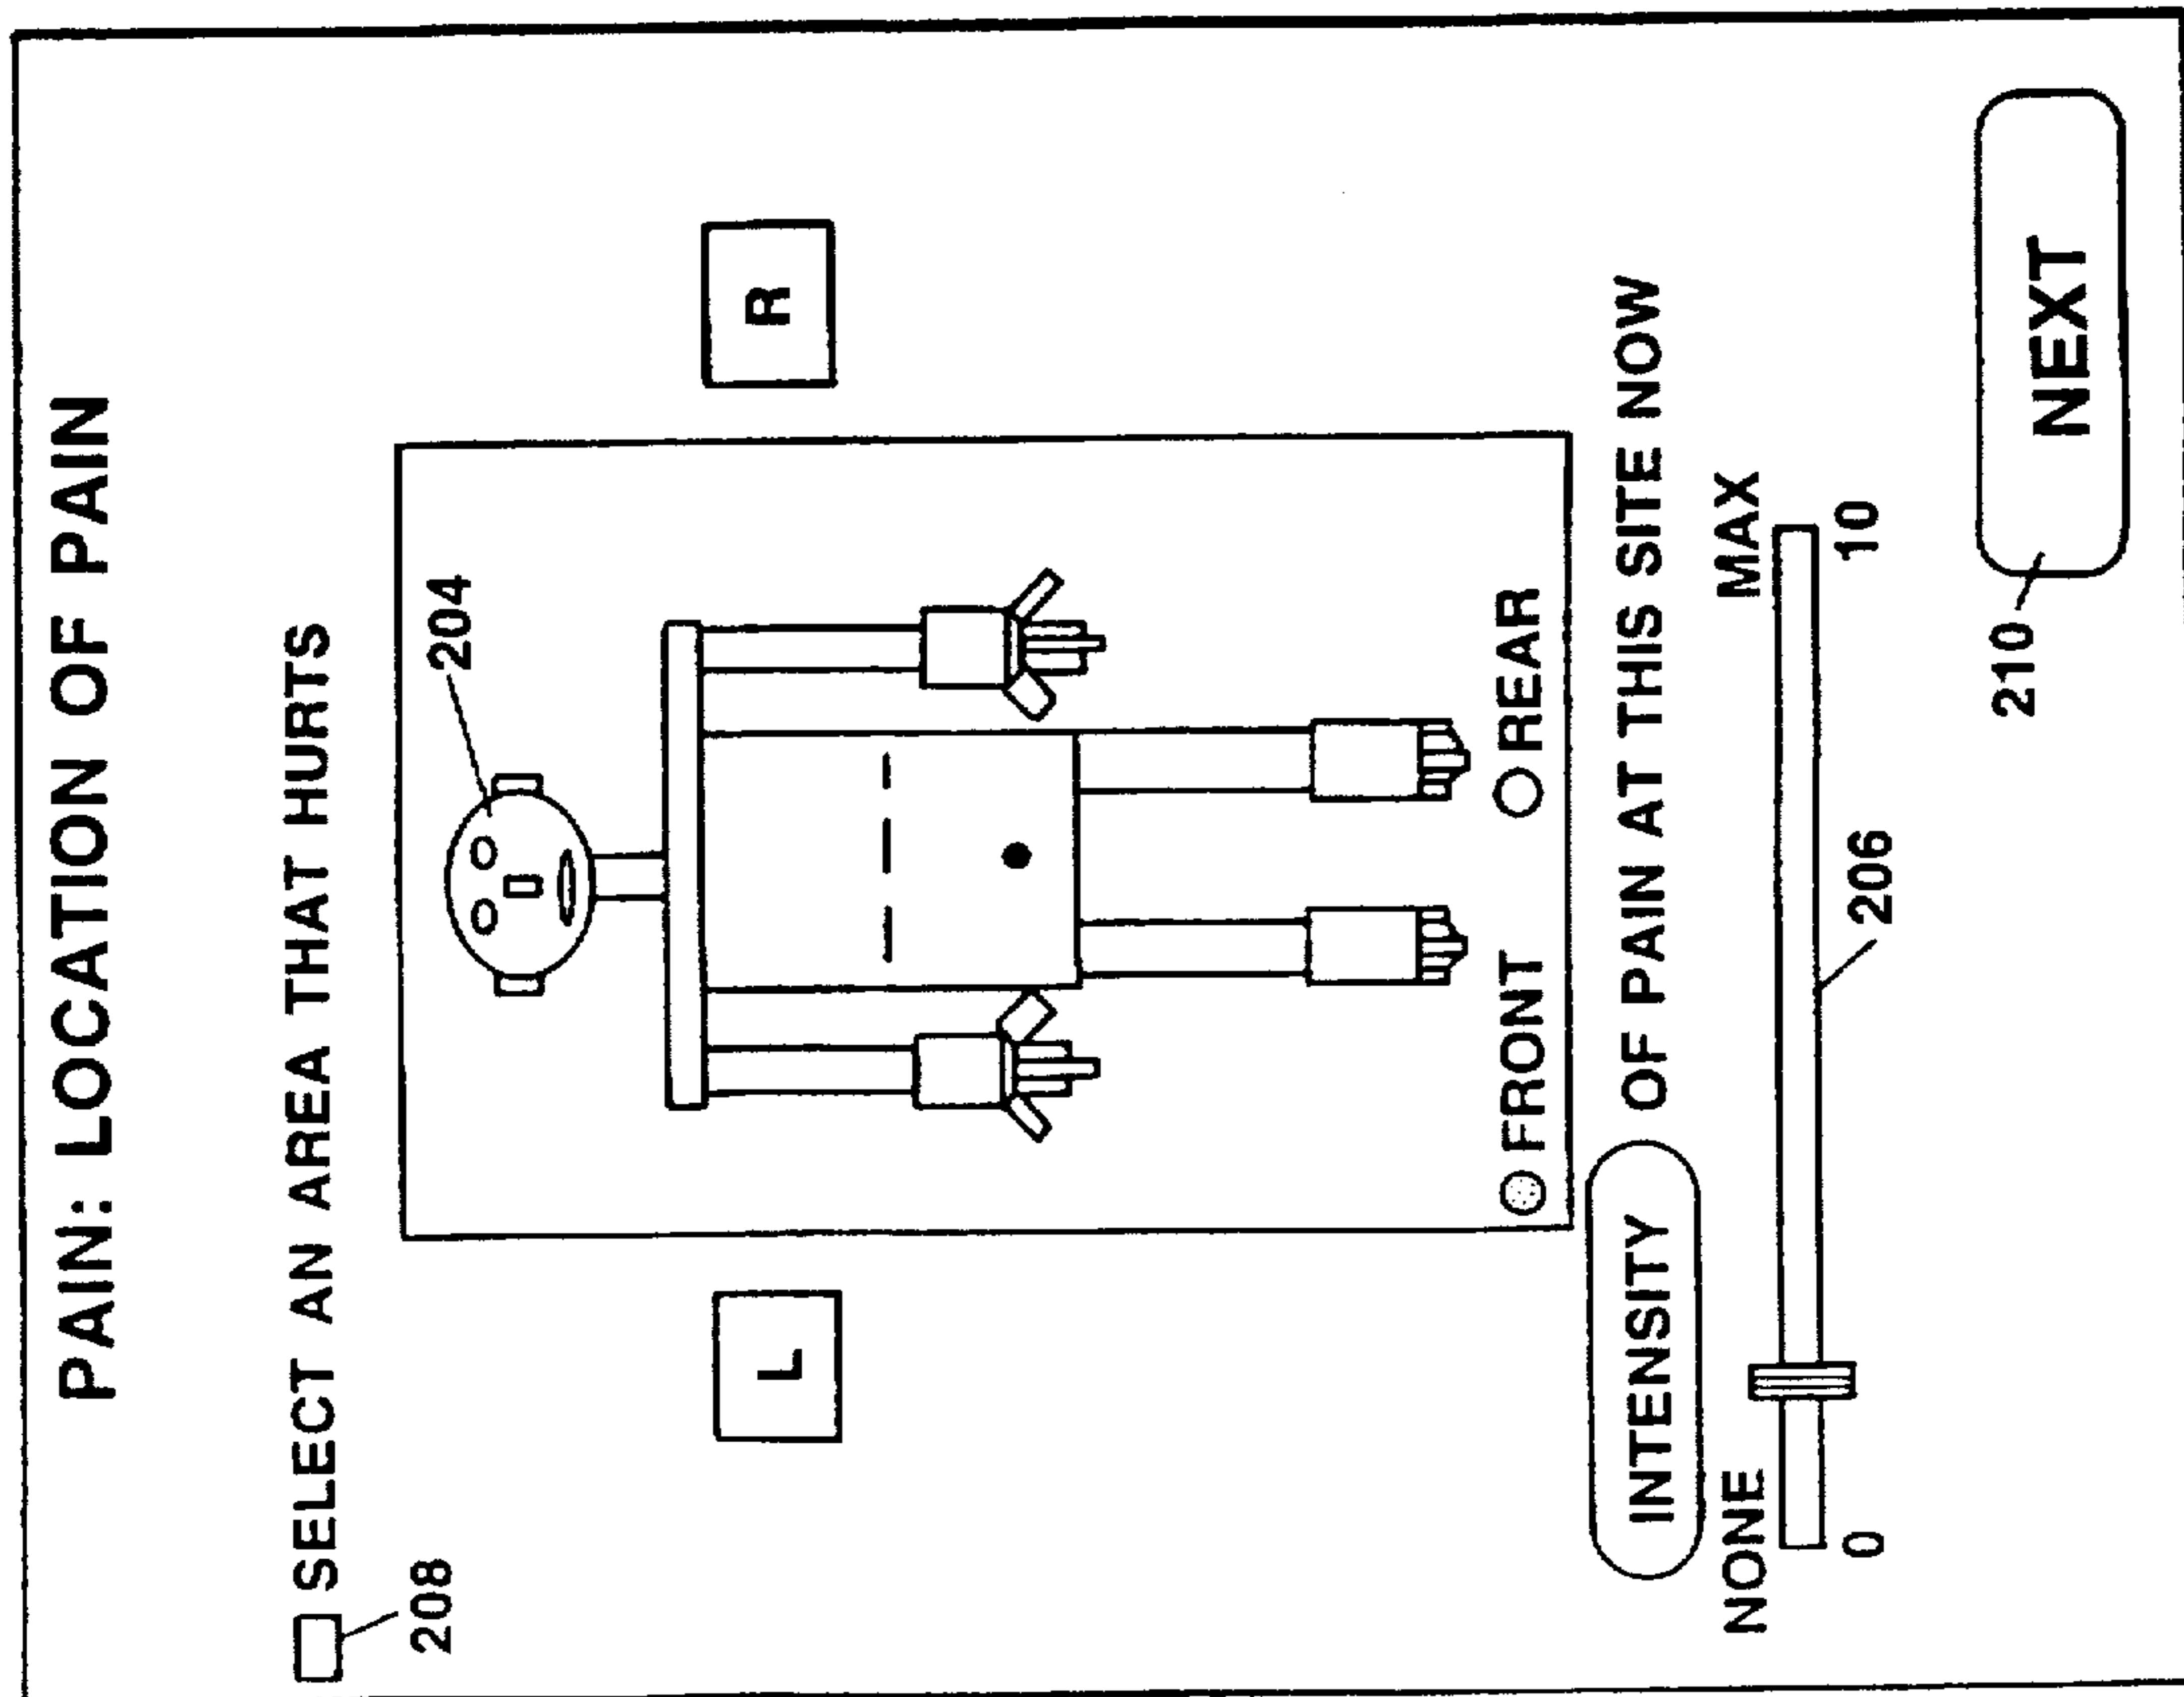 PAIN: LOCATION OF PAIN
SELECT AN AREA THAT HURTS
208
204
L
R
FRONT
REAR
INTENSITY OF PAIN AT THIS SITE NOW
NONE
MAX
0
10
206
210
NEXT